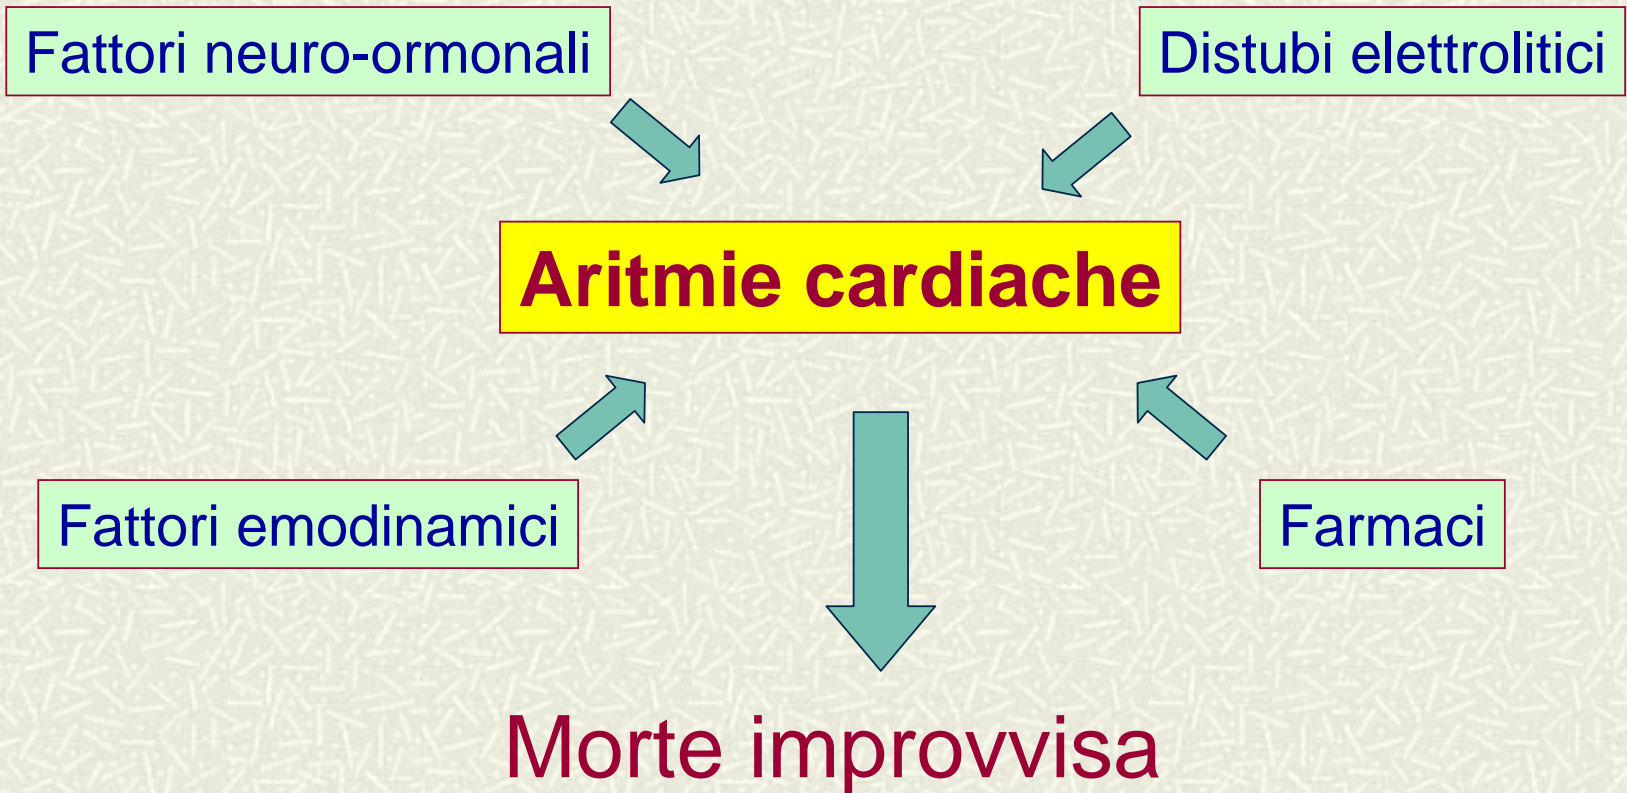 Fattori neuro-ormonali
Distubi elettrolitici
Aritmie cardiache
Fattori emodinamici
Farmaci
Morte improvvisa